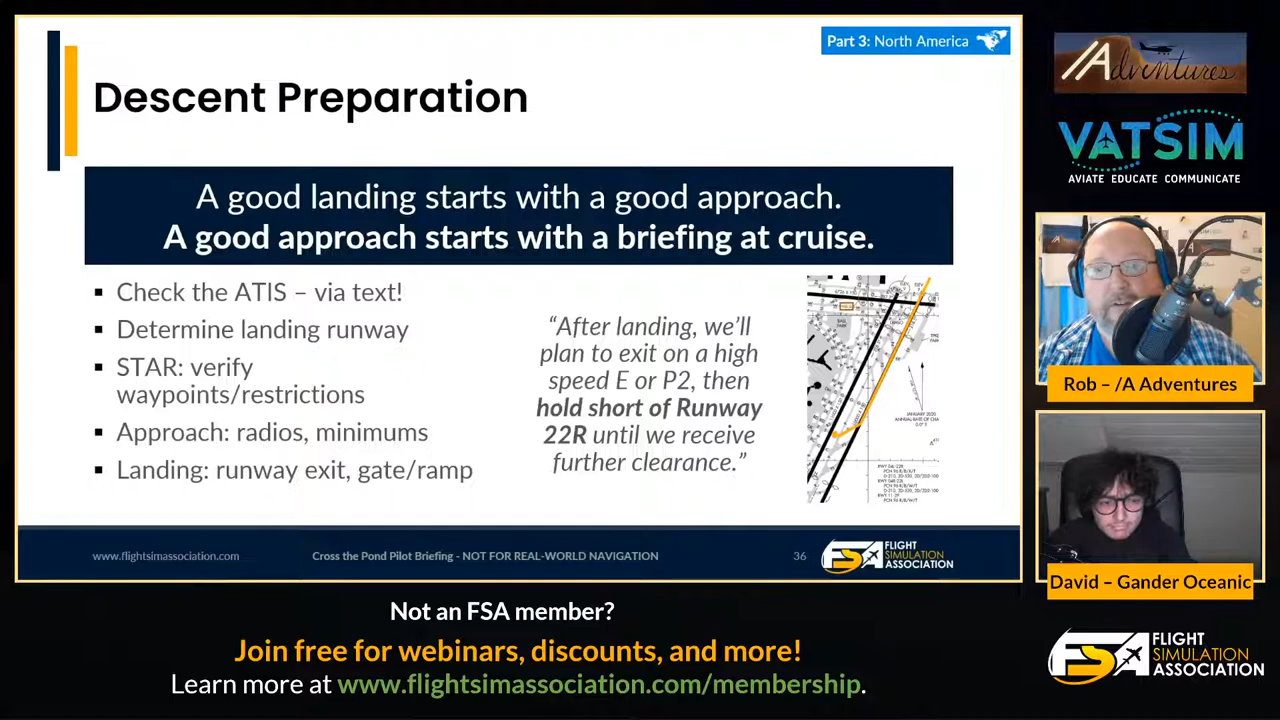 Part 3: North America
Descent Preparation
A good landing starts with a good approach.
A good approach starts with a briefing at cruise.
▪ Check the ATIS – via text!
▪ Determine landing runway
▪ STAR: verify
waypoints/restrictions
▪ Approach: radios, minimums
▪ Landing: runway exit, gate/ramp
“After landing, we’ll
plan to exit on a high
speed E or P2, then
hold short of Runway
22R until we receive
further clearance.”
www.flightsimassociation.com
Cross the Pond Pilot Briefing - NOT FOR REAL-WORLD NAVIGATION
36
FSA
FLIGHT
SIMULATION
ASSOCIATION
/Adventures
VATSIM
AVIATE EDUCATE COMMUNICATE
Rob – /A Adventures
David – Gander Oceanic
Not an FSA member?
Join free for webinars, discounts, and more!
Learn more at www.flightsimassociation.com/membership.
FSA
FLIGHT
SIMULATION
ASSOCIATION